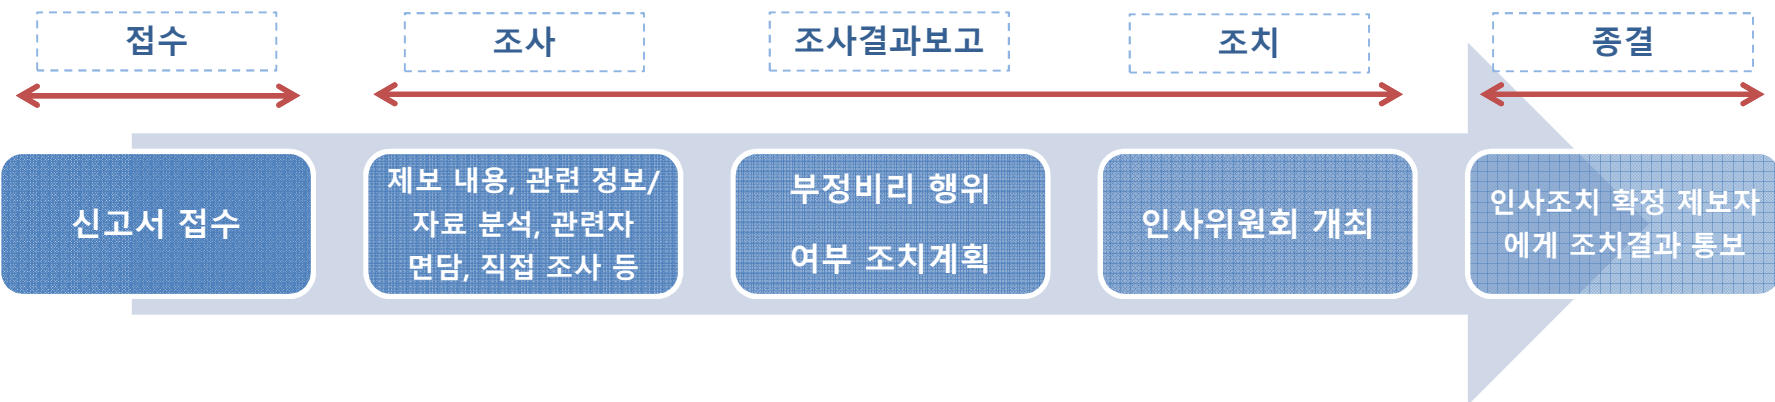 접수
조사
조사결과보고
조치
종결
신고서 접수
제보 내용, 관련 정보/
자료 분석, 관련자
면담, 직접 조사 등
부정비리 행위
여부 조치계획
인사위원회 개최
인사조치 확정 제보자
에게 조치결과 통보